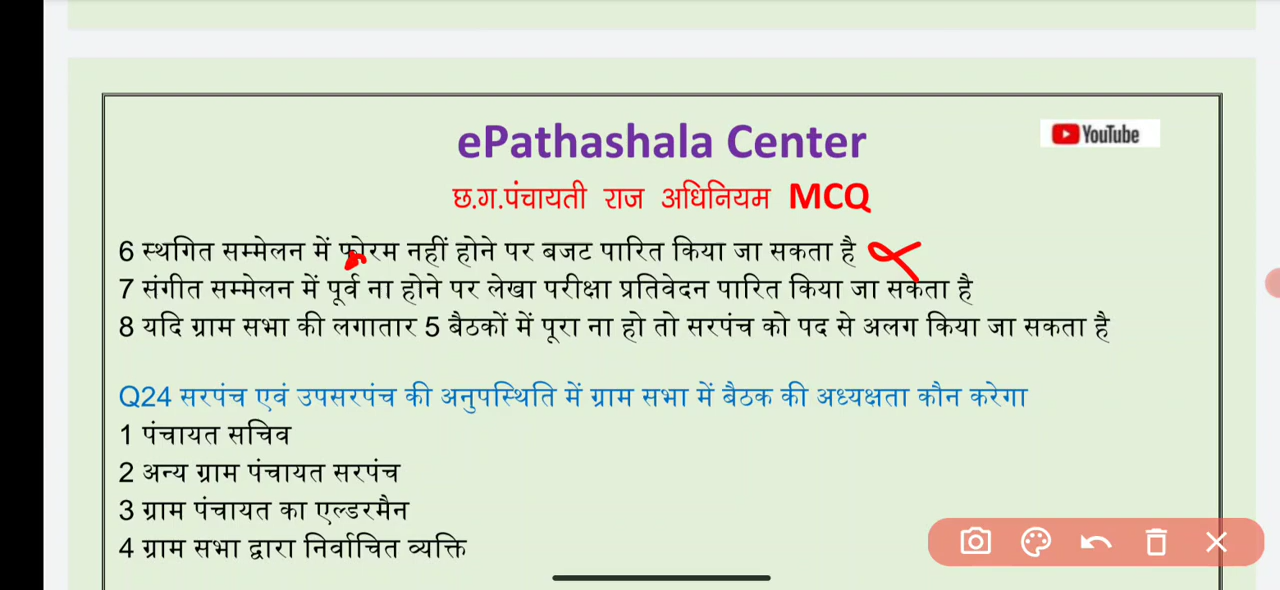 ePathashala Center
YouTube
छ.ग.पंचायती राज अधिनियम MCQ
6 स्थगित सम्मेलन में फोरम नहीं होने पर बजट पारित किया जा सकता है
7 संगीत सम्मेलन में पूर्व ना होने पर लेखा परीक्षा प्रतिवेदन पारित किया जा सकता है
8 यदि ग्राम सभा की लगातार 5 बैठकों में पूरा ना हो तो सरपंच को पद से अलग किया जा सकता है
Q24 सरपंच एवं उपसरपंच की अनुपस्थिति में ग्राम सभा में बैठक की अध्यक्षता कौन करेगा
1 पंचायत सचिव
2 अन्य ग्राम पंचायत सरपंच
3 ग्राम पंचायत का एल्डरमैन
4 ग्राम सभा द्वारा निर्वाचित व्यक्ति